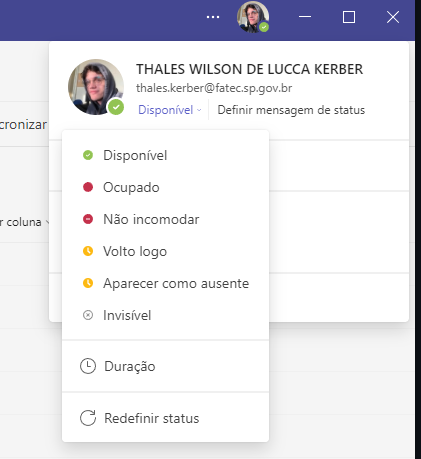 THALES WILSON DE LUCCA KERBER
thales.kerber@fatec.sp.gov.br
Disponível
Definir mensagem de status
cronizar
r coluna
Disponível
Ocupado
Não incomodar
Volto logo
Aparecer como ausente
Invisível
Duração
Redefinir status